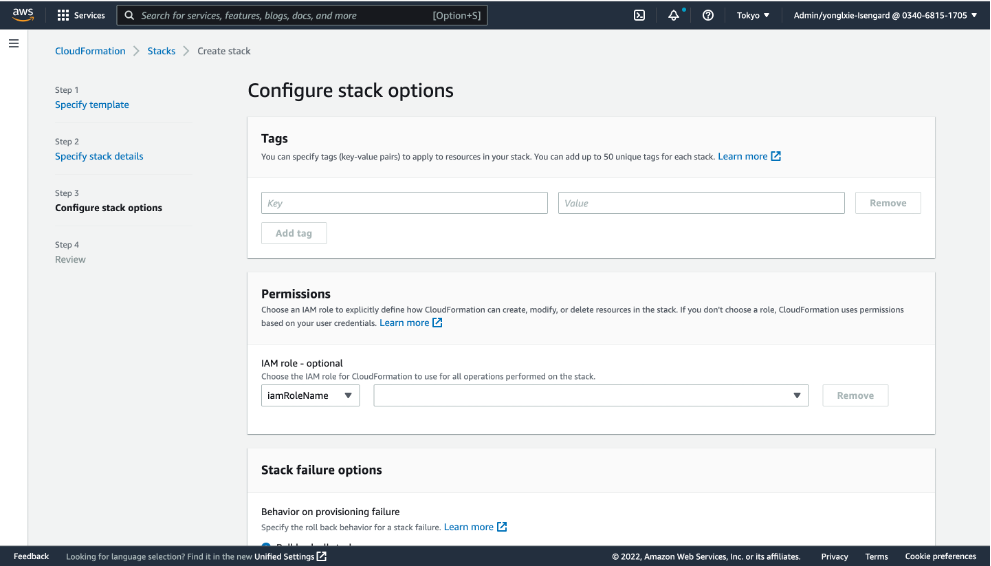 aws
Services
Search for services, features, blogs, docs, and more [Option+S]
Tokyo
Admin/yonglxie-Isengard @ 0340-6815-1705
CloudFormation
Stacks
Create stack
Step 1
Specify template
Step 2
Specify stack details
Step 3
Configure stack options
Step 4
Review
Configure stack options
Tags
You can specify tags (key-value pairs) to apply to resources in your stack. You can add up to 50 unique tags for each stack. Learn more
Key
Value
Remove
Add tag
Permissions
Choose an IAM role to explicitly define how CloudFormation can create, modify, or delete resources in the stack. If you don't choose a role, CloudFormation uses permissions
based on your user credentials. Learn more
IAM role - optional
Choose the IAM role for CloudFormation to use for all operations performed on the stack.
iamRoleName
Remove
Stack failure options
Behavior on provisioning failure
Specify the roll back behavior for a stack failure. Learn more
Feedback
Looking for language selection? Find it in the new Unified Settings
© 2022, Amazon Web Services, Inc. or its affiliates.
Privacy
Terms
Cookie preferences